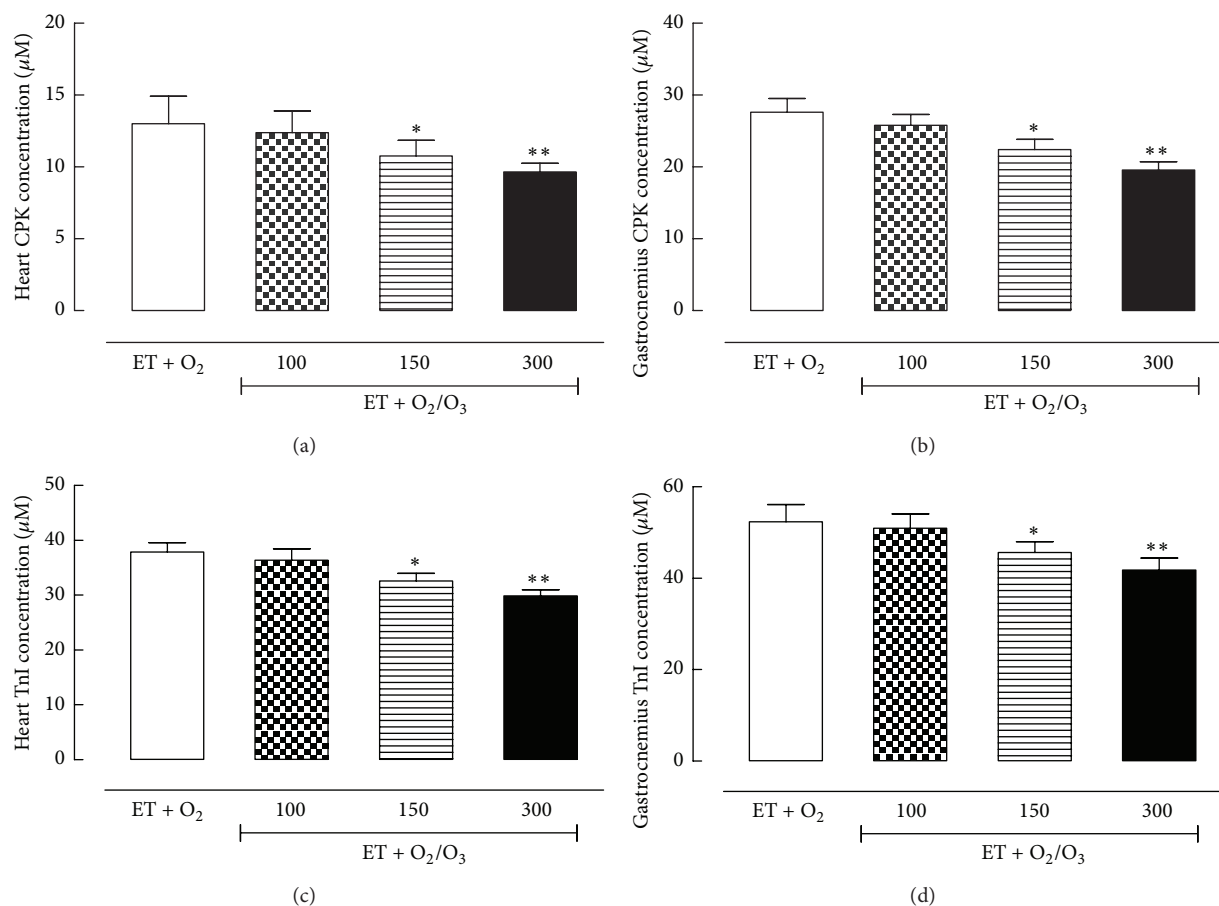 Heart CPK concentration (μM)
20
15
10
5
0
*
**
ET + O₂
100
150
300
ET + O₂/O₃
(a)
Gastrocnemius CPK concentration (μM)
40
30
20
10
0
*
**
ET + O₂
100
150
300
ET + O₂/O₃
(b)
Heart TnI concentration (μM)
50
40
30
20
10
0
*
**
ET + O₂
100
150
300
ET + O₂/O₃
(c)
Gastrocnemius TnI concentration (μM)
60
40
20
0
*
**
ET + O₂
100
150
300
ET + O₂/O₃
(d)